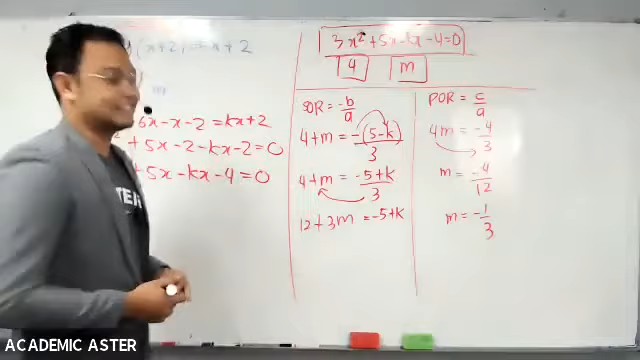 (x+2) = x+2
m
6x-x-2 = kx+2
+5x-2-kx-2=0
+5x-kx-4=0
3x²+5x-kx-4=0
4 m
SOR = -b/a
4+m = -(5-k)/3
4+m = -5+k/3
12+3m = -5+k
POR = c/a
4m = -4/3
m = -4/12
m = -1/3
TER
ACADEMIC ASTER